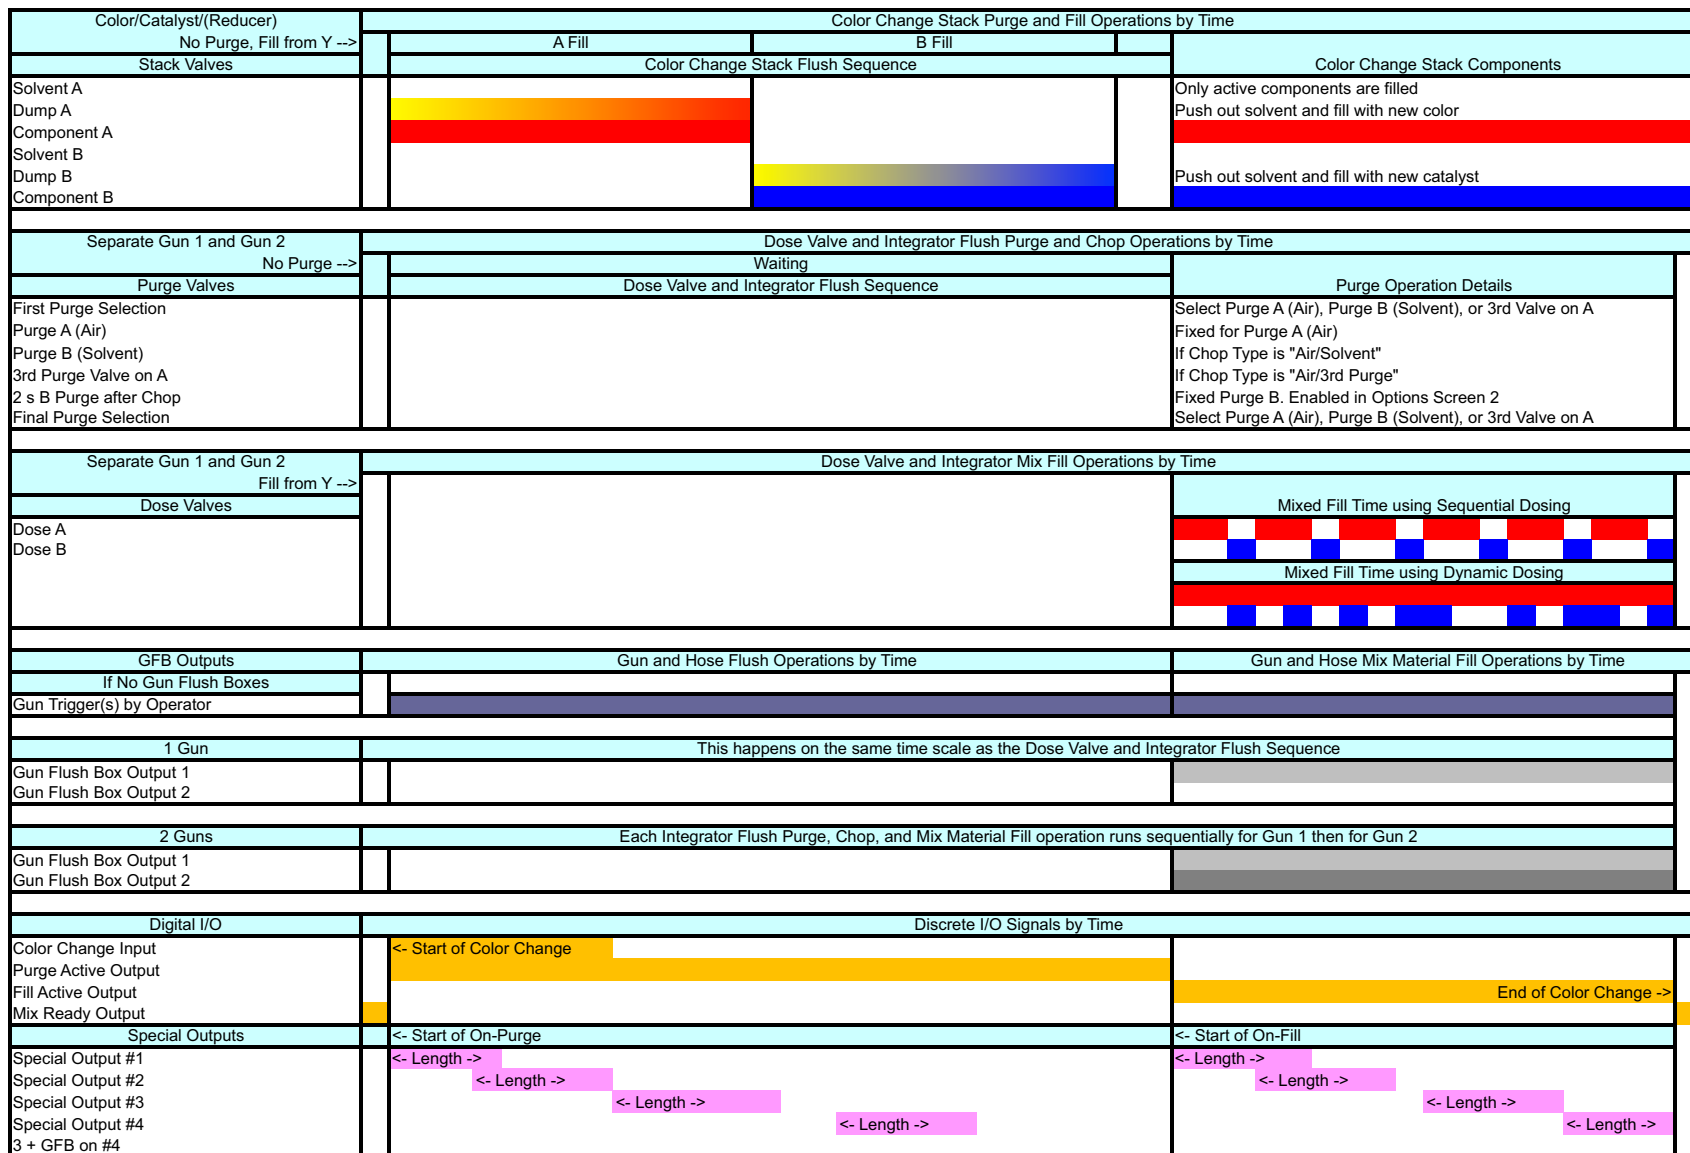 Color/Catalyst/(Reducer) Color Change Stack Purge and Fill Operations by Time
No Purge, Fill from Y --> A Fill B Fill
Stack Valves Color Change Stack Flush Sequence Color Change Stack Components
Solvent A Only active components are filled
Dump A Push out solvent and fill with new color
Component A
Solvent B
Dump B Push out solvent and fill with new catalyst
Component B
Separate Gun 1 and Gun 2 Dose Valve and Integrator Flush Purge and Chop Operations by Time
No Purge --> Waiting
Purge Valves Dose Valve and Integrator Flush Sequence Purge Operation Details
First Purge Selection Select Purge A (Air), Purge B (Solvent), or 3rd Valve on A
Purge A (Air) Fixed for Purge A (Air)
Purge B (Solvent) If Chop Type is "Air/Solvent"
3rd Purge Valve on A If Chop Type is "Air/3rd Purge"
2 s B Purge after Chop Fixed Purge B. Enabled in Options Screen 2
Final Purge Selection Select Purge A (Air), Purge B (Solvent), or 3rd Valve on A
Separate Gun 1 and Gun 2 Dose Valve and Integrator Mix Fill Operations by Time
Fill from Y -->
Dose Valves Mixed Fill Time using Sequential Dosing
Dose A
Dose B
Mixed Fill Time using Dynamic Dosing
GFB Outputs Gun and Hose Flush Operations by Time Gun and Hose Mix Material Fill Operations by Time
If No Gun Flush Boxes
Gun Trigger(s) by Operator
1 Gun This happens on the same time scale as the Dose Valve and Integrator Flush Sequence
Gun Flush Box Output 1
Gun Flush Box Output 2
2 Guns Each Integrator Flush Purge, Chop, and Mix Material Fill operation runs sequentially for Gun 1 then for Gun 2
Gun Flush Box Output 1
Gun Flush Box Output 2
Digital I/O Discrete I/O Signals by Time
Color Change Input <- Start of Color Change
Purge Active Output
Fill Active Output End of Color Change ->
Mix Ready Output
Special Outputs <- Start of On-Purge <- Start of On-Fill
Special Output #1 <- Length -> <- Length ->
Special Output #2 <- Length -> <- Length ->
Special Output #3 <- Length -> <- Length ->
Special Output #4 <- Length -> <- Length ->
3 + GFB on #4